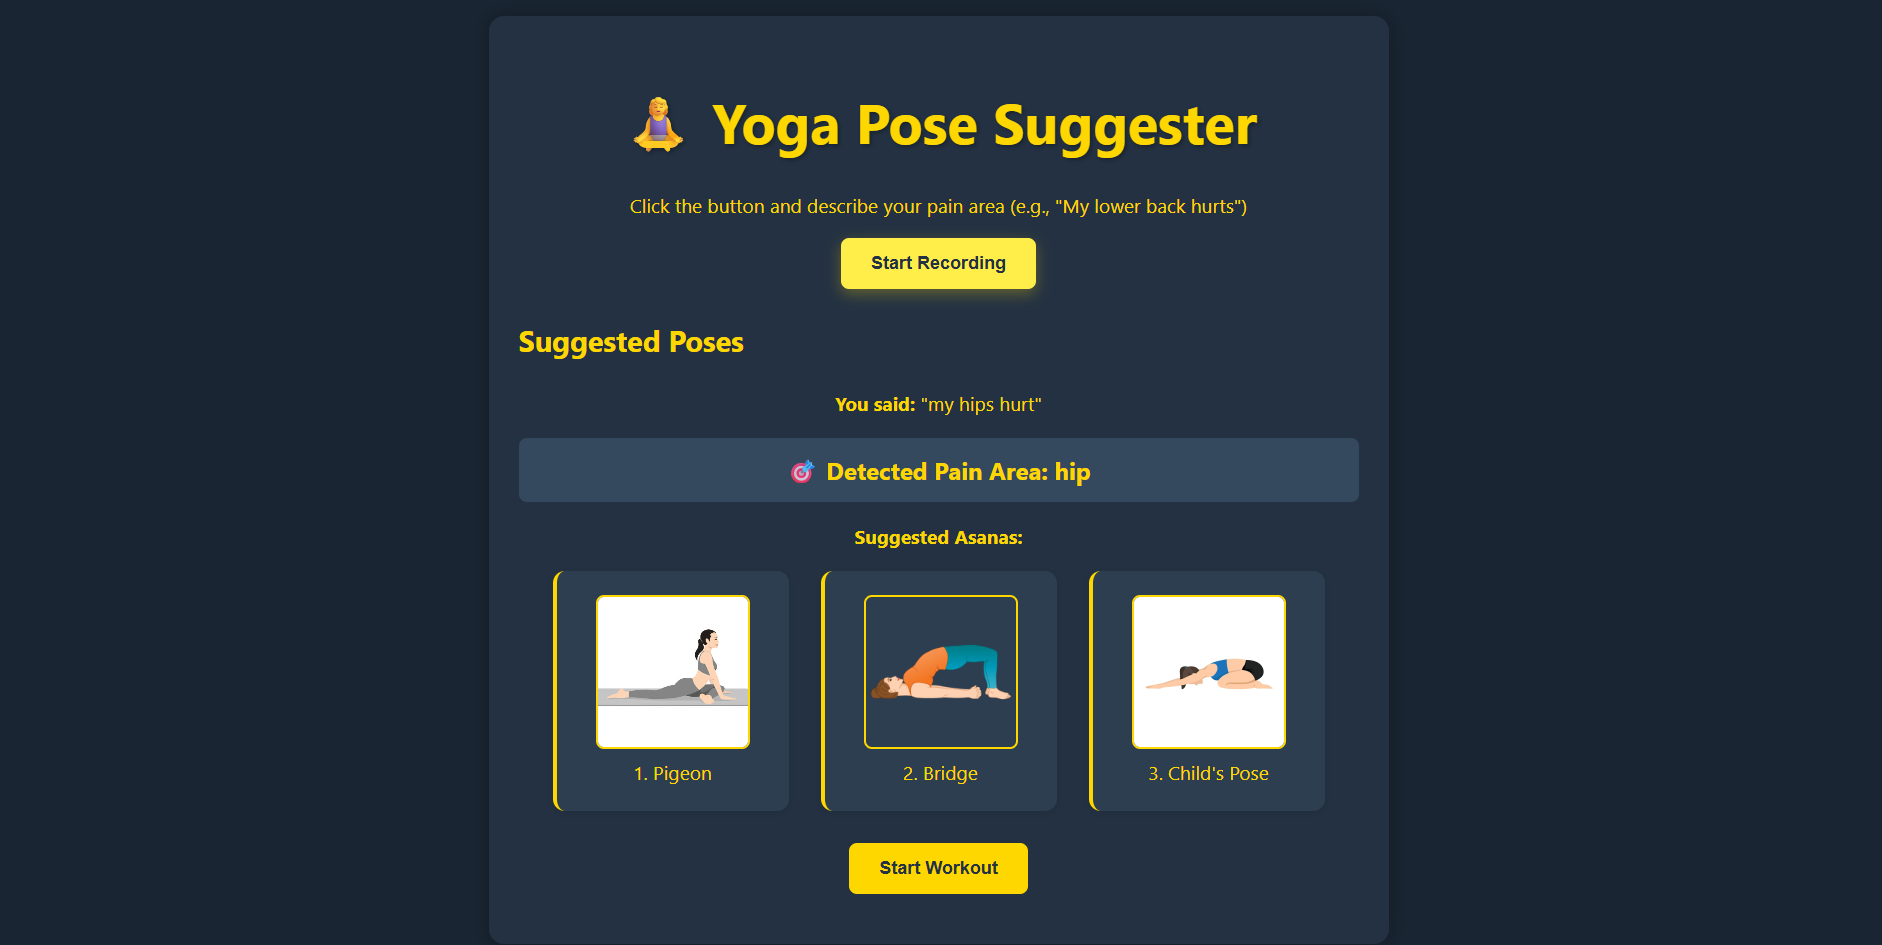 Yoga Pose Suggester
Click the button and describe your pain area (e.g., "My lower back hurts")
Start Recording
Suggested Poses
You said: "my hips hurt"
Detected Pain Area: hip
Suggested Asanas:
1. Pigeon
2. Bridge
3. Child's Pose
Start Workout